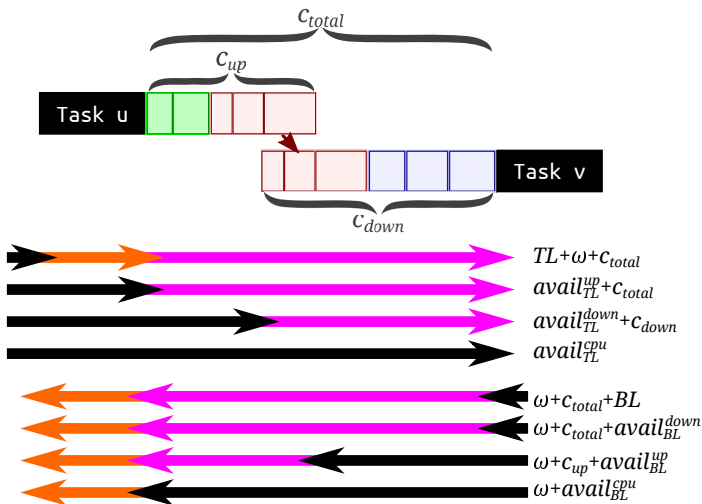 c_total
c_up
Task u
Task v
c_down
TL+ω+c_total
avail_TL^up+c_total
avail_TL^down+c_down
avail_TL^cpu
ω+c_total+BL
ω+c_total+avail_BL^down
ω+c_up+avail_BL^up
ω+avail_BL^cpu